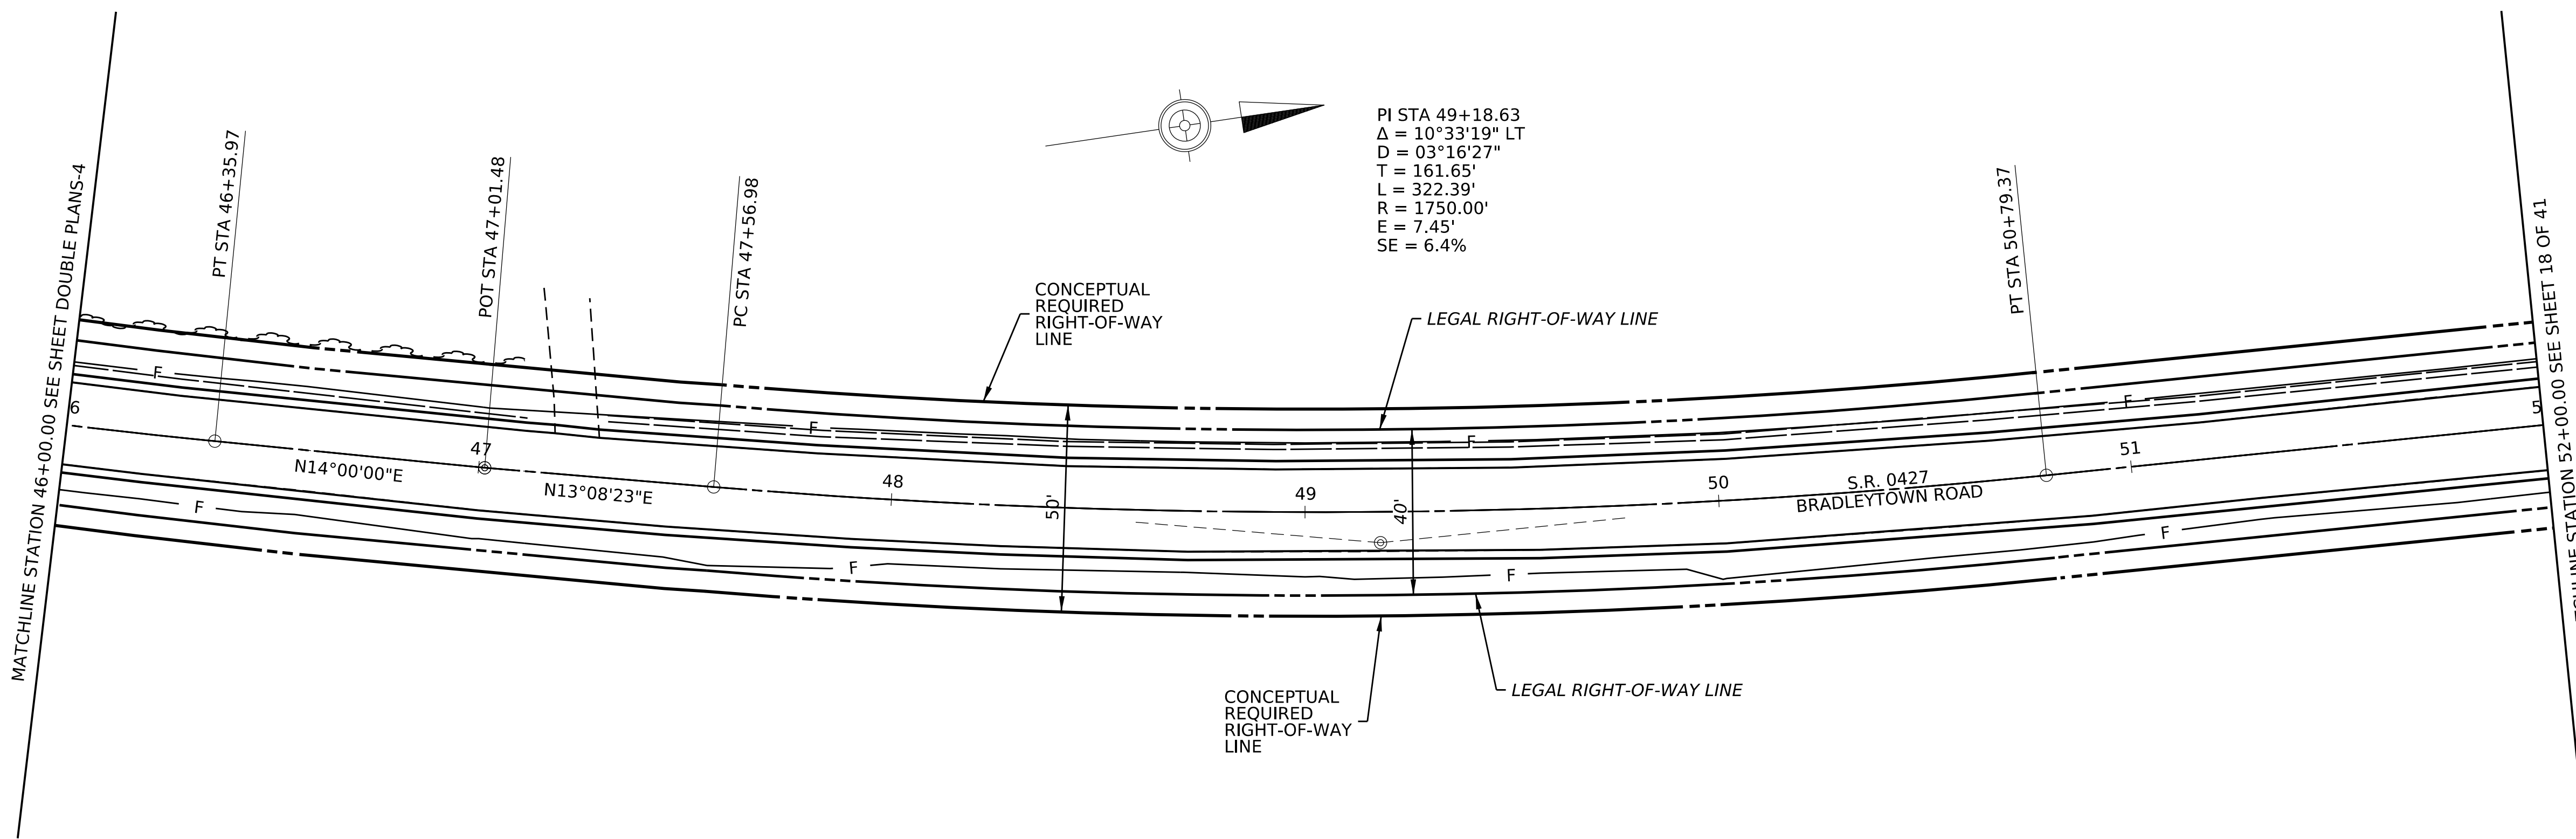 MATCHLINE STATION 46+00.00 SEE SHEET DOUBLE PLANS-4
PT STA 46+35.97
POT STA 47+01.48
PC STA 47+56.98
PI STA 49+18.63
Δ = 10°33'19" LT
D = 03°16'27"
T = 161.65'
L = 322.39'
R = 1750.00'
E = 7.45'
SE = 6.4%
PT STA 50+79.37
CONCEPTUAL
REQUIRED
RIGHT-OF-WAY
LINE
LEGAL RIGHT-OF-WAY LINE
F
F
F
F
6
47
48
49
50
51
5
N14°00'00"E
N13°08'23"E
50'
40'
S.R. 0427
BRADLEYTOWN ROAD
F
F
F
F
CONCEPTUAL
REQUIRED
RIGHT-OF-WAY
LINE
LEGAL RIGHT-OF-WAY LINE
STATION 52+00.00 SEE SHEET 18 OF 41